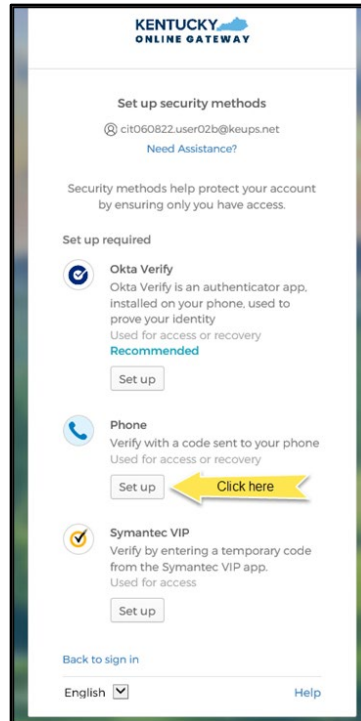 KENTUCKY
ONLINE GATEWAY
Set up security methods
cit060822.user02b@keups.net
Need Assistance?
Security methods help protect your account
by ensuring only you have access.
Set up required
Okta Verify
Okta Verify is an authenticator app,
installed on your phone, used to
prove your identity
Used for access or recovery
Recommended
Set up
Phone
Verify with a code sent to your phone
Used for access or recovery
Set up
Click here
Symantec VIP
Verify by entering a temporary code
from the Symantec VIP app.
Used for access
Set up
Back to sign in
English
Help